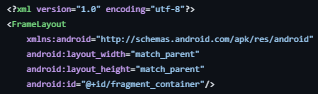 <?xml version="1.0" encoding="utf-8"?>
<FrameLayout
xmlns:android="http://schemas.android.com/apk/res/android"
android:layout_width="match_parent"
android:layout_height="match_parent"
android:id="@+id/fragment_container"/>